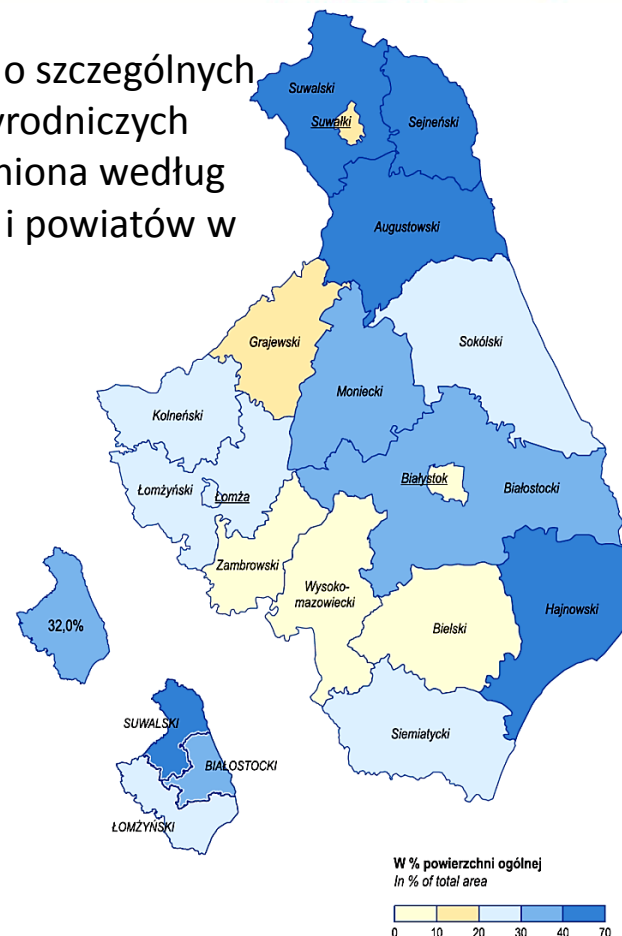 o szczególnych
yrodniczych
niona według
i powiatów w
Suwalski
Suwałki
Sejneński
Augustowski
Grajewski
Sokólski
Moniecki
Kolneński
Łomżyński
Łomża
Białystok
Białostocki
Zambrowski
Wysoko-
mazowiecki
Bielski
Hajnowski
Siemiatycki
32,0%
SUWALSKI
BIAŁOSTOCKI
ŁOMŻYŃSKI
W % powierzchni ogólnej
In % of total area
0 10 20 30 40 70